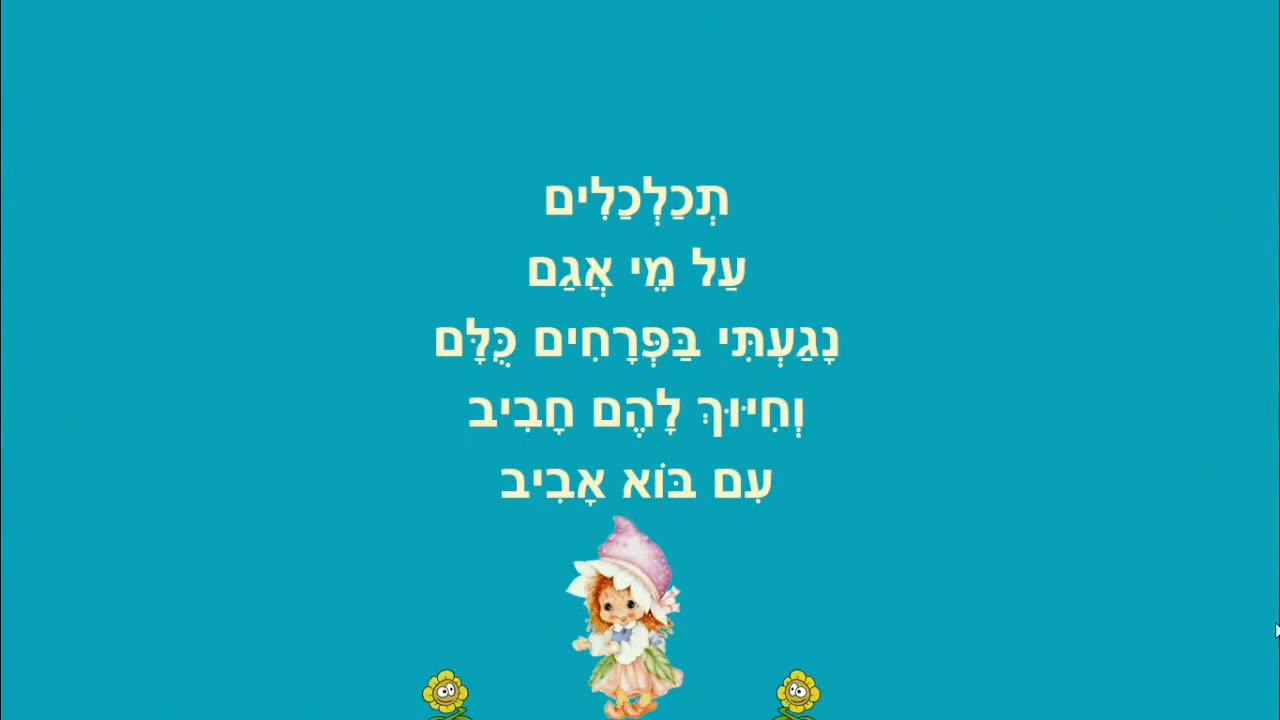 תְכַלְכַלִים
עַל מֵי אֲגַם
נָגַעְתִּי בַּפְּרָחִים כֻּלָּם
וְחִיּוּךְ לָהֶם חָבִיב
עִם בּוֹא אָבִיב